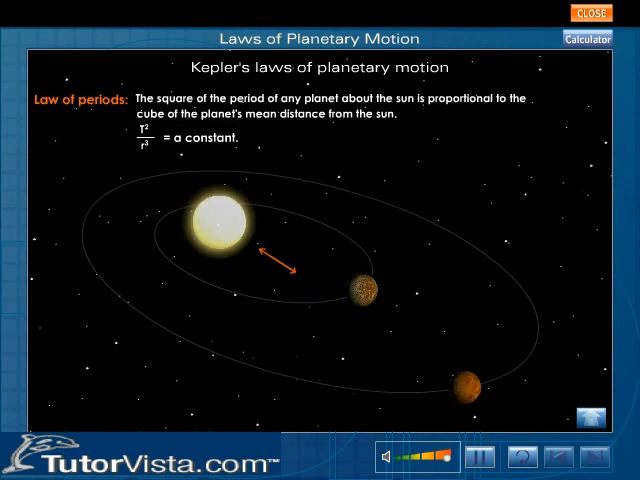 CLOSE
Laws of Planetary Motion
Calculator
Kepler's laws of planetary motion
Law of periods: The square of the period of any planet about the sun is proportional to the
cube of the planet's mean distance from the sun.
T²
r³ = a constant.
TutorVista.com™